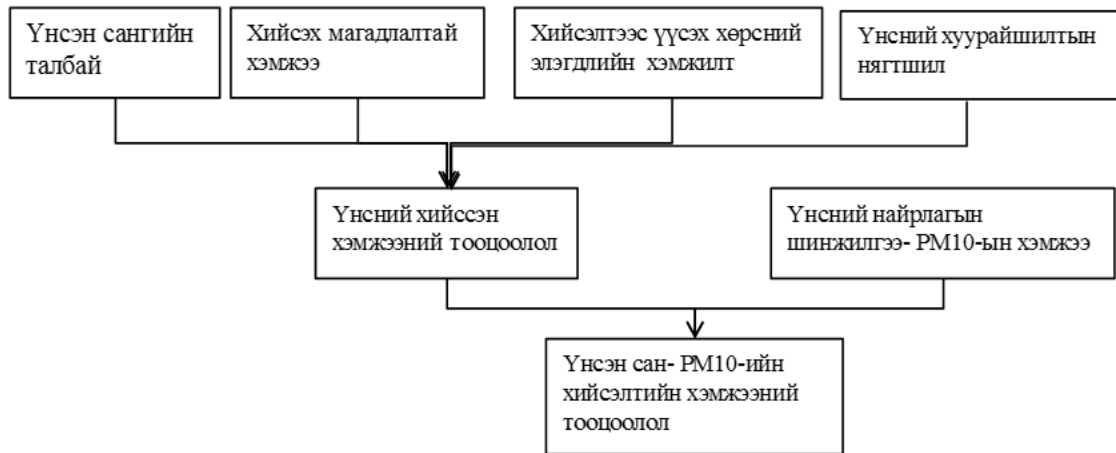 Үнсэн сангийн
талбай
Хийсэх магадлалтай
хэмжээ
Хийсэлтээс үүсэх хөрсний
элэгдлийн хэмжилт
Үнсний хуурайшилтын
нягтшил
Үнсний хийссэн
хэмжээний тооцоолол
Үнсний найрлагын
шинжилгээ- PM10-ын хэмжээ
Үнсэн сан- PM10-ийн
хийсэлтийн хэмжээний
тооцоолол